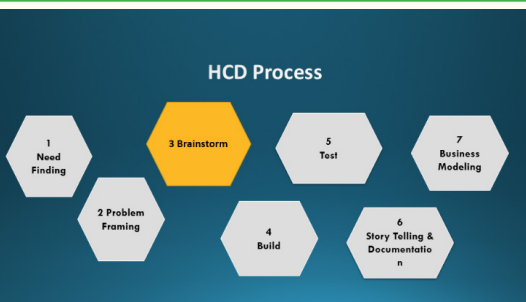 HCD Process
1
Need
Finding
2 Problem
Framing
3 Brainstorm
4
Build
5
Test
6
Story Telling &
Documentatio
n
7
Business
Modeling